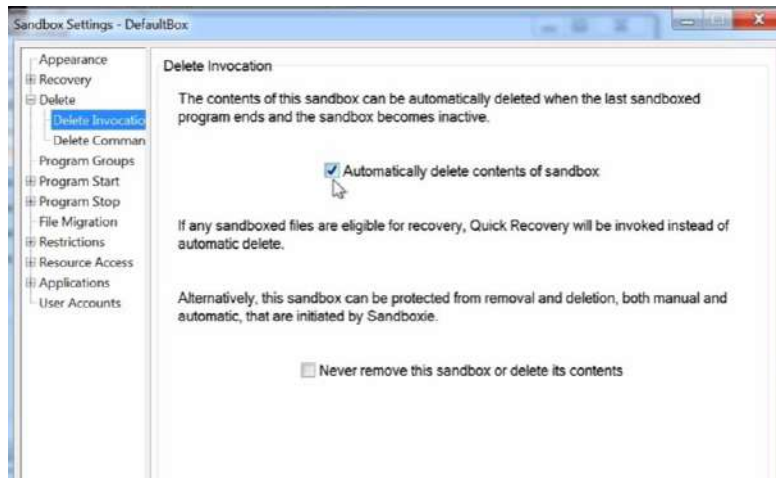 Sandbox Settings - DefaultBox
Appearance
Recovery
Delete
Delete Invocatio
Delete Comman
Program Groups
Program Start
Program Stop
File Migration
Restrictions
Resource Access
Applications
User Accounts
Delete Invocation
The contents of this sandbox can be automatically deleted when the last sandboxed
program ends and the sandbox becomes inactive.
Automatically delete contents of sandbox
If any sandboxed files are eligible for recovery, Quick Recovery will be invoked instead of
automatic delete.
Alternatively, this sandbox can be protected from removal and deletion, both manual and
automatic, that are initiated by Sandboxie.
Never remove this sandbox or delete its contents